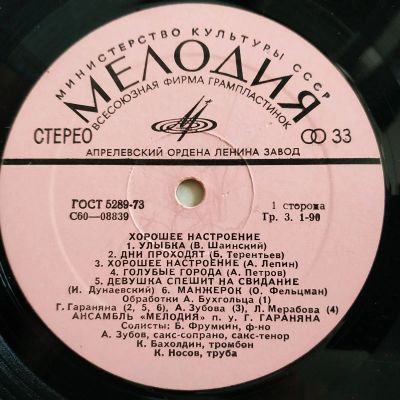 МИНИСТЕРСТВО КУЛЬТУРЫ СССР
МЕЛОДИЯ
ВСЕСОЮЗНАЯ ФИРМА ГРАМПЛАСТИНОК
СТЕРЕО
33
АПРЕЛЕВСКИЙ ОРДЕНА ЛЕНИНА ЗАВОД
ГОСТ 5289-73
1 сторона
С60—08839
Гр. 3. 1-90
ХОРОШЕЕ НАСТРОЕНИЕ
1. УЛЫБКА (В. Шаинский)
2. ДНИ ПРОХОДЯТ (Б. Терентьев)
3. ХОРОШЕЕ НАСТРОЕНИЕ (А. Лепин)
4. ГОЛУБЫЕ ГОРОДА (А. Петров)
5. ДЕВУШКА СПЕШИТ НА СВИДАНИЕ
(И. Дунаевский) 6. МАНЖЕРОК (О. Фельцман)
Обработки А. Бухгольца (1)
Г. Гараняна (2, 5, 6), А. Зубова (3), Л. Мерабова (4)
АНСАМБЛЬ «МЕЛОДИЯ» п. у Г. ГАРАНЯНА
Солисты: Б. Фрумкин, ф-но
А. Зубов, сакс-сопрано, сакс-тенор
К. Бахолдин, тромбон
К. Носов, труба